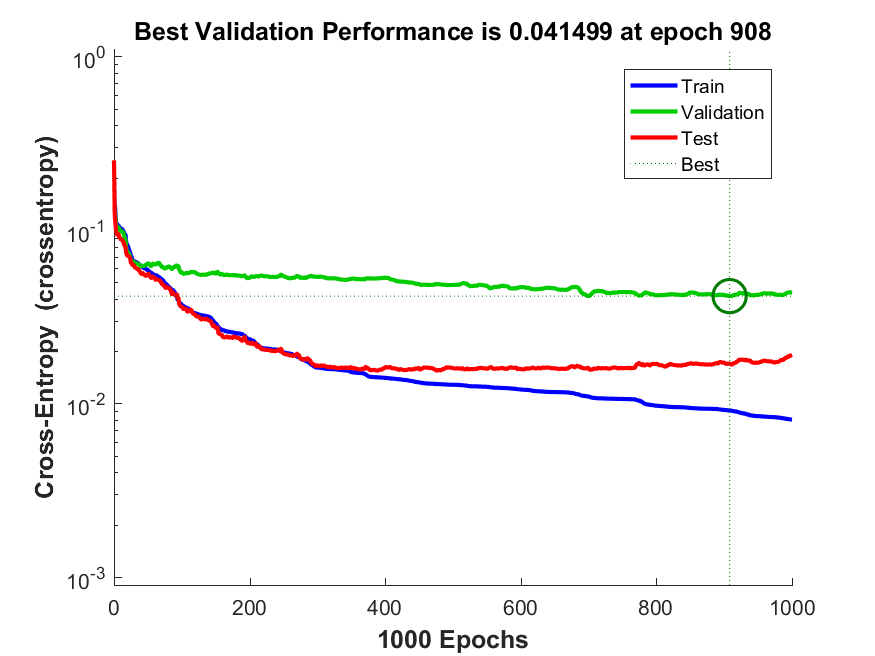 Best Validation Performance is 0.041499 at epoch 908
10^0
10^-1
10^-2
10^-3
Cross-Entropy (crossentropy)
Train
Validation
Test
Best
0 200 400 600 800 1000
1000 Epochs